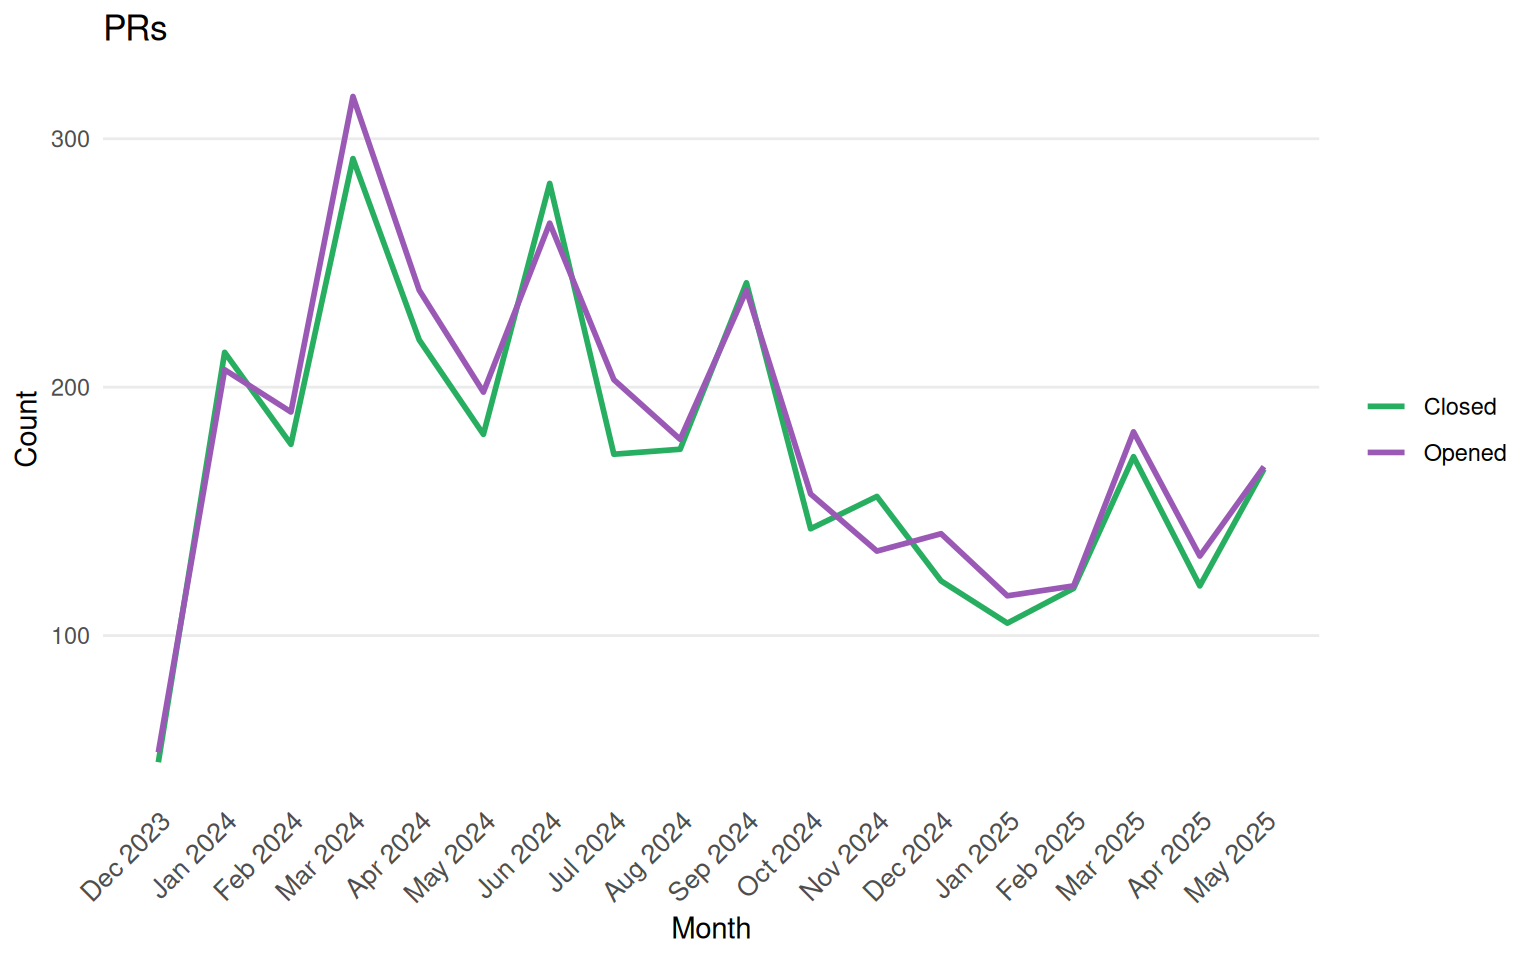 PRs
300
200
100
Count
Closed
Opened
Dec 2023
Jan 2024
Feb 2024
Mar 2024
Apr 2024
May 2024
Jun 2024
Jul 2024
Aug 2024
Sep 2024
Oct 2024
Nov 2024
Dec 2024
Jan 2025
Feb 2025
Mar 2025
Apr 2025
May 2025
Month